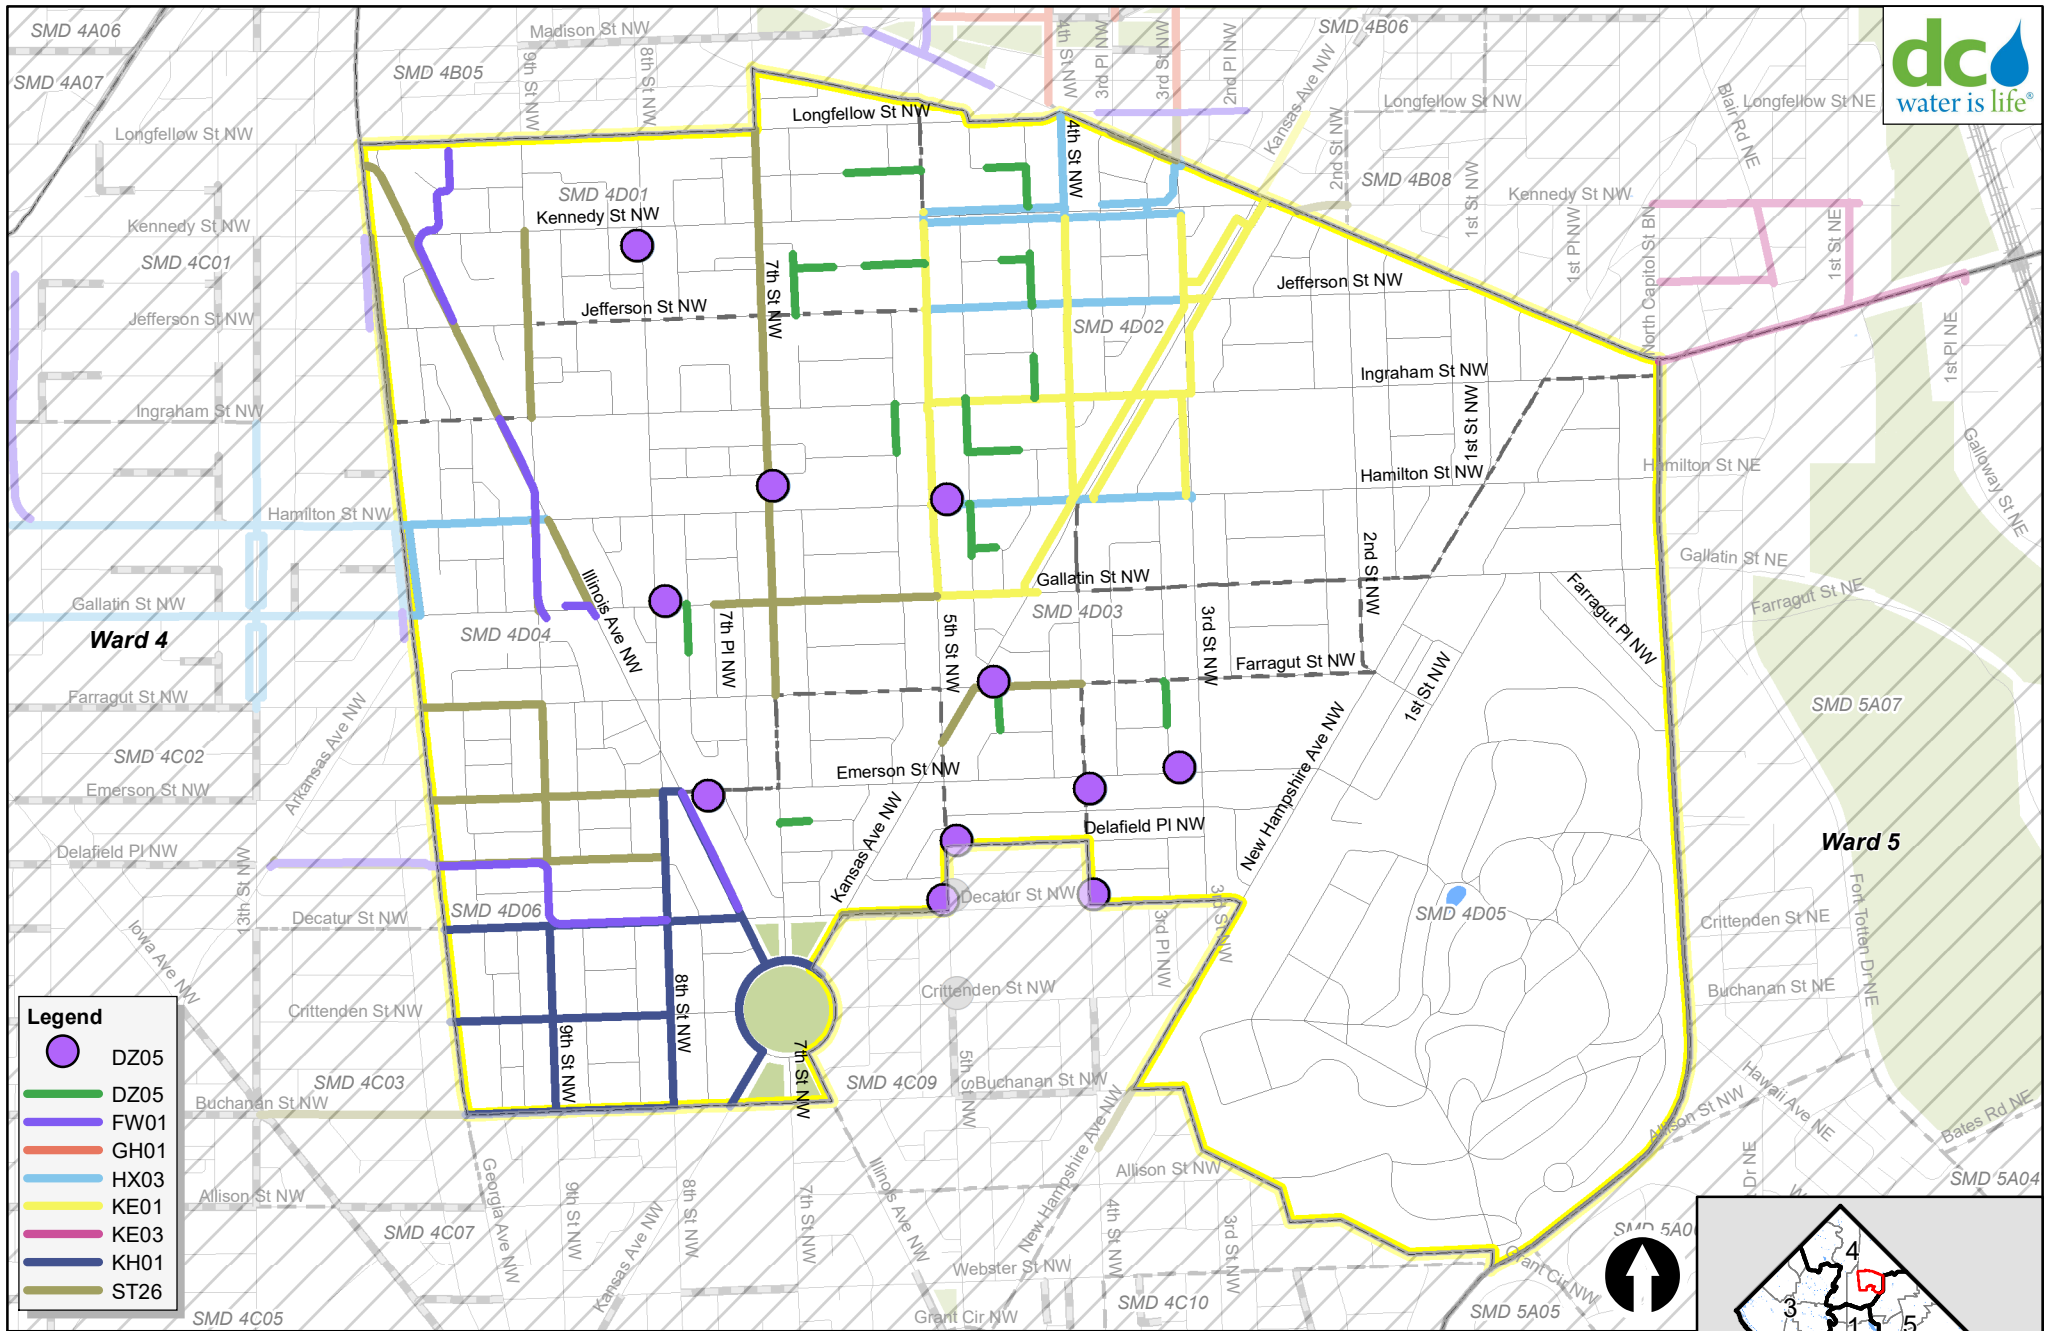 SMD 4A06
Madison St NW
SMD 4B06
dc
water is life®
SMD 4A07
SMD 4B05
9th St NW
8th St NW
4th St NW
3rd Pl NW
3rd St NW
2nd Pl NW
Kansas Ave NW
Longfellow St NW
Longfellow St NW
Longfellow St NW
Blair Rd NE
Longfellow St NE
4th St NW
2nd St NW
SMD 4B08
1st St NW
SMD 4D01
Kennedy St NW
Kennedy St NW
Kennedy St NW
1st Pl NW
North Capitol St BN
1st St NE
SMD 4C01
7th St NW
Jefferson St NW
Jefferson St NW
Jefferson St NW
SMD 4D02
1st Pl NE
Ingraham St NW
Ingraham St NW
1st St NW
Hamilton St NW
Hamilton St NW
Hamilton St NE
Galloway St NE
Gallatin St NW
Illinois Ave NW
Gallatin St NW
2nd St NW
Gallatin St NE
Farragut St NE
Farragut Pl NW
Ward 4
SMD 4D04
7th Pl NW
5th St NW
SMD 4D03
3rd St NW
Farragut St NW
Farragut St NW
1st St NW
SMD 5A07
SMD 4C02
Arkansas Ave NW
Emerson St NW
Emerson St NW
New Hampshire Ave NW
Delafield Pl NW
Kansas Ave NW
Delafield Pl NW
Ward 5
13th St NW
Decatur St NW
SMD 4D06
Decatur St NW
3rd Pl NW
3rd St NW
SMD 4D05
Fort Totten Dr NE
Crittenden St NE
Iowa Ave NW
Crittenden St NW
8th St NW
Crittenden St NW
Buchanan St NE
Legend
DZ05
DZ05
FW01
GH01
HX03
KE01
KE03
KH01
ST26
9th St NW
7th St NW
SMD 4C03
SMD 4C09
5th St NW
Buchanan St NW
Buchanan St NW
Hawaii Ave NE
Allison St NW
Bates Rd NE
Allison St NW
Georgia Ave NW
9th St NW
Kansas Ave NW
8th St NW
7th St NW
Illinois Ave NW
New Hampshire Ave NW
Allison St NW
4th St NW
3rd St NW
Dr NE
SMD 5A04
SMD 4C07
Webster St NW
Grant Cir NW
SMD 4C05
Grant Cir NW
SMD 4C10
SMD 5A05
4
3
1
5